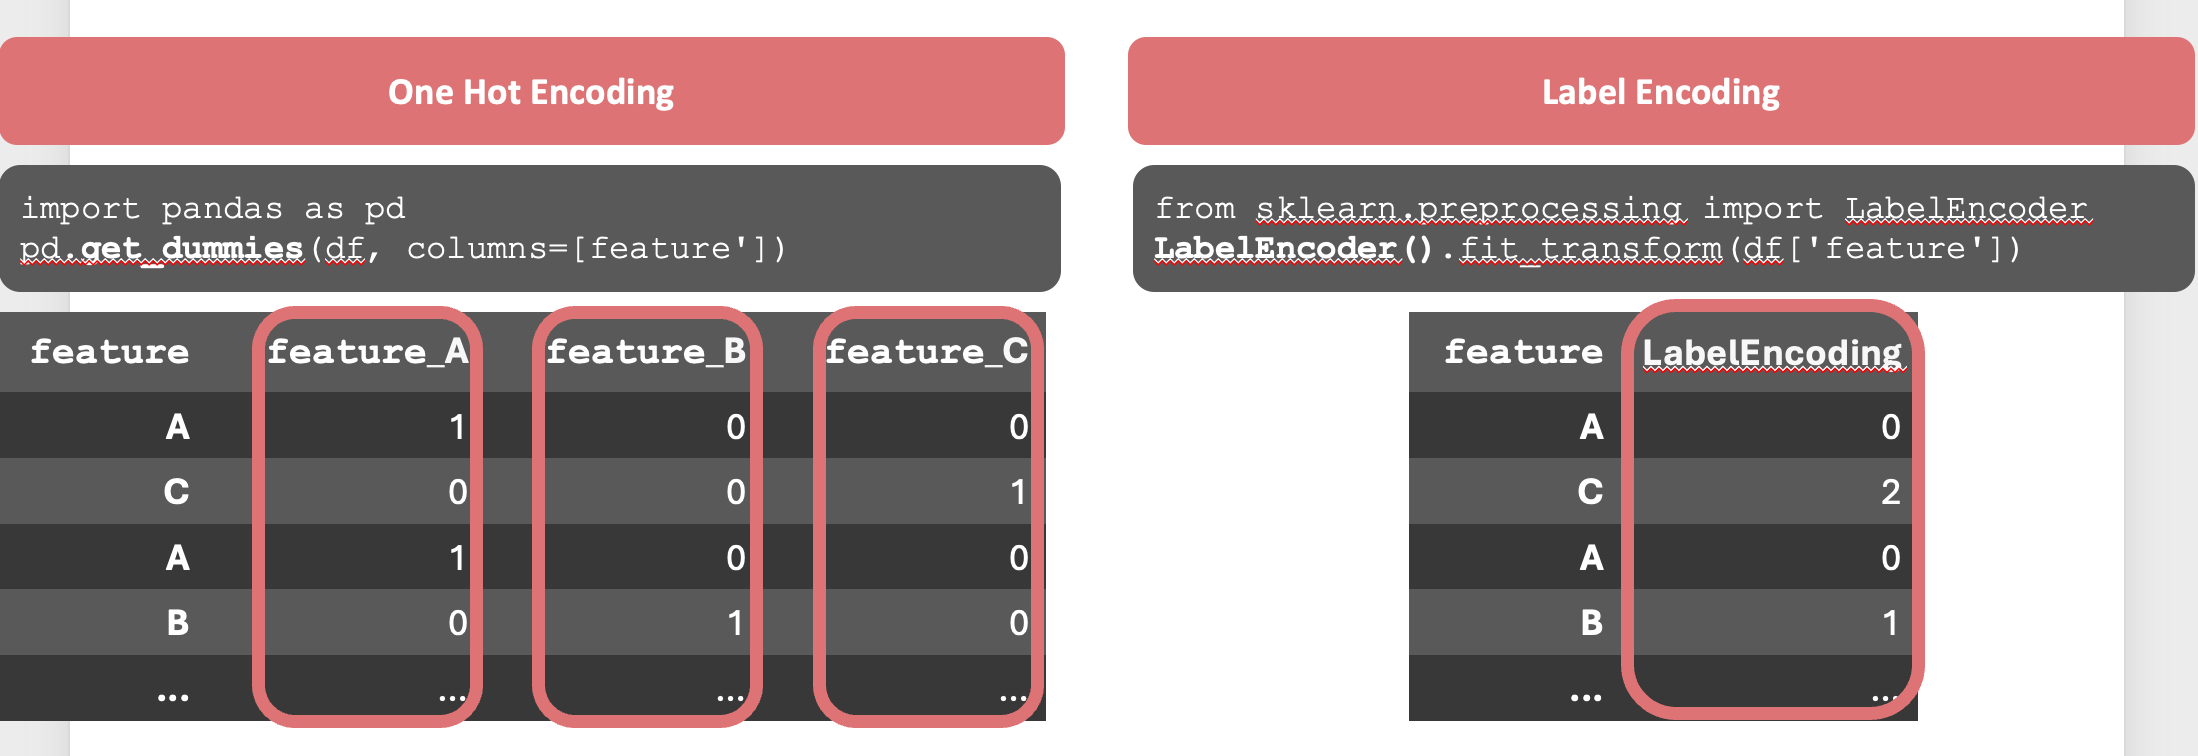 One Hot Encoding
import pandas as pd
pd.get_dummies(df, columns=[feature'])
feature feature_A feature_B feature_C
A 1 0 0
C 0 0 1
A 1 0 0
B 0 1 0
... ... ... ...
Label Encoding
from sklearn.preprocessing import LabelEncoder
LabelEncoder().fit_transform(df['feature'])
feature LabelEncoding
A 0
C 2
A 0
B 1
... ...